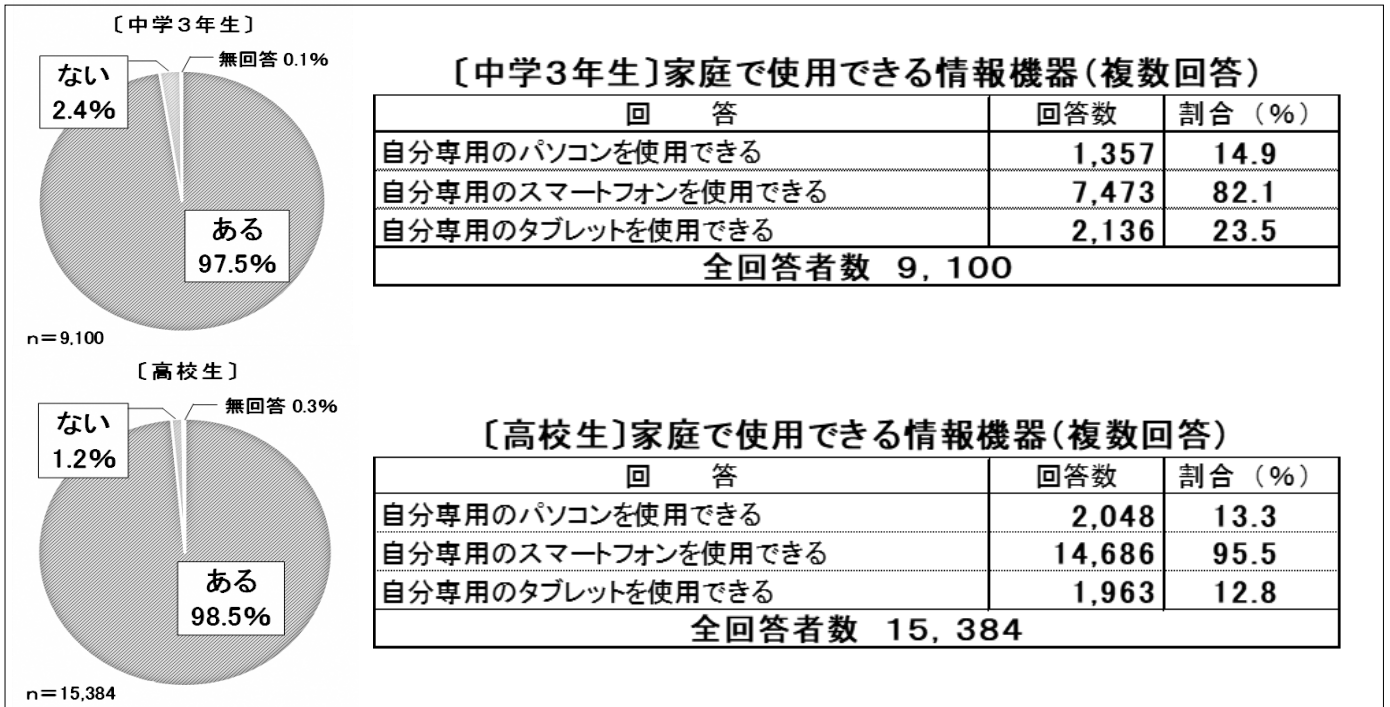 〔中学３年生〕
無回答 0.1%
ない
2.4%
ある
97.5%
n＝9,100
〔中学３年生〕家庭で使用できる情報機器（複数回答）
回　　答　回答数　割合（％）
自分専用のパソコンを使用できる　1,357　14.9
自分専用のスマートフォンを使用できる　7,473　82.1
自分専用のタブレットを使用できる　2,136　23.5
全回答者数　９，１００
〔高校生〕
無回答 0.3%
ない
1.2%
ある
98.5%
n＝15,384
〔高校生〕家庭で使用できる情報機器（複数回答）
回　　答　回答数　割合（％）
自分専用のパソコンを使用できる　2,048　13.3
自分専用のスマートフォンを使用できる　14,686　95.5
自分専用のタブレットを使用できる　1,963　12.8
全回答者数　１５，３８４